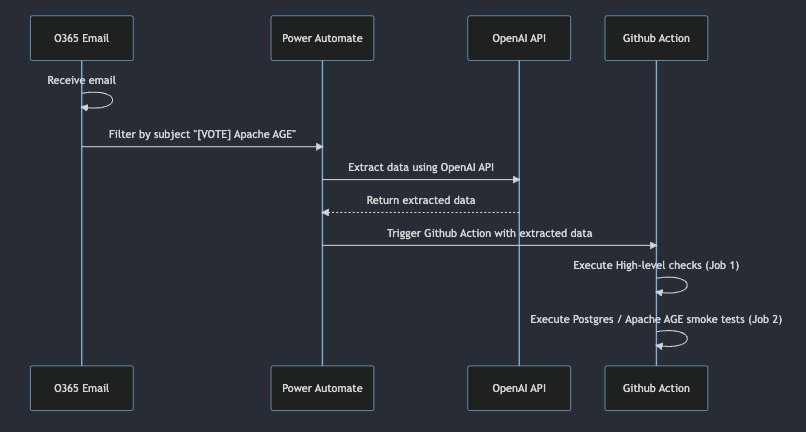 O365 Email
Power Automate
OpenAI API
Github Action
Receive email
Filter by subject "[VOTE] Apache AGE"
Extract data using OpenAI API
Return extracted data
Trigger Github Action with extracted data
Execute High-level checks (Job 1)
Execute Postgres / Apache AGE smoke tests (Job 2)
O365 Email
Power Automate
OpenAI API
Github Action